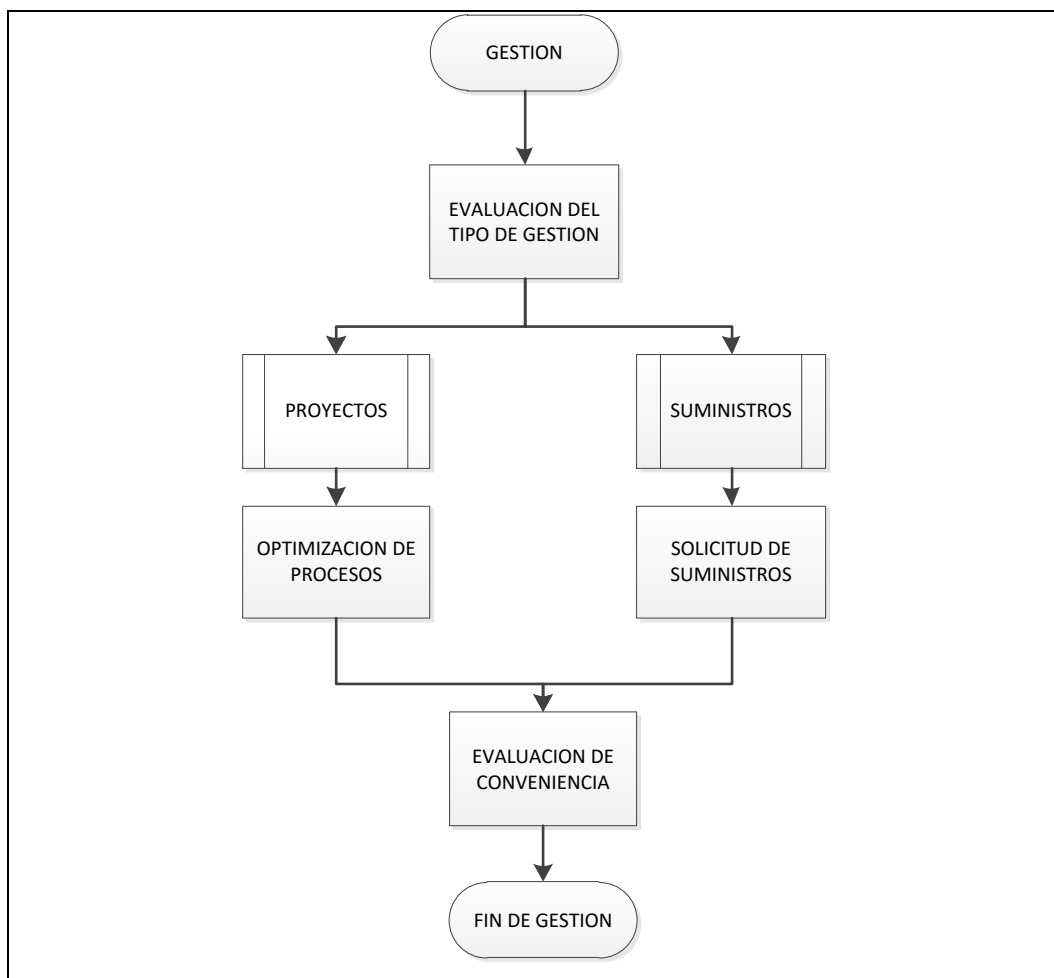 GESTION
EVALUACION DEL
TIPO DE GESTION
PROYECTOS
SUMINISTROS
OPTIMIZACION DE
PROCESOS
SOLICITUD DE
SUMINISTROS
EVALUACION DE
CONVENIENCIA
FIN DE GESTION